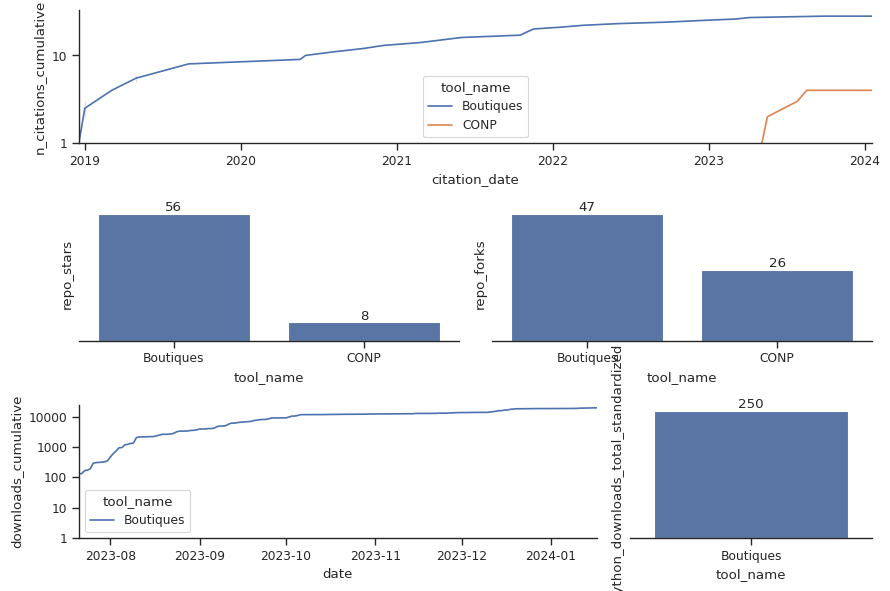 n_citations_cumulative
10
1
tool_name
Boutiques
CONP
2019 2020 2021 2022 2023 2024
citation_date
repo_stars
56
8
Boutiques CONP
tool_name
repo_forks
47
26
Boutiques CONP
tool_name
downloads_cumulative
10000
1000
100
10
1
tool_name
Boutiques
2023-08 2023-09 2023-10 2023-11 2023-12 2024-01
date
ython_downloads_total_standardized
250
Boutiques
tool_name